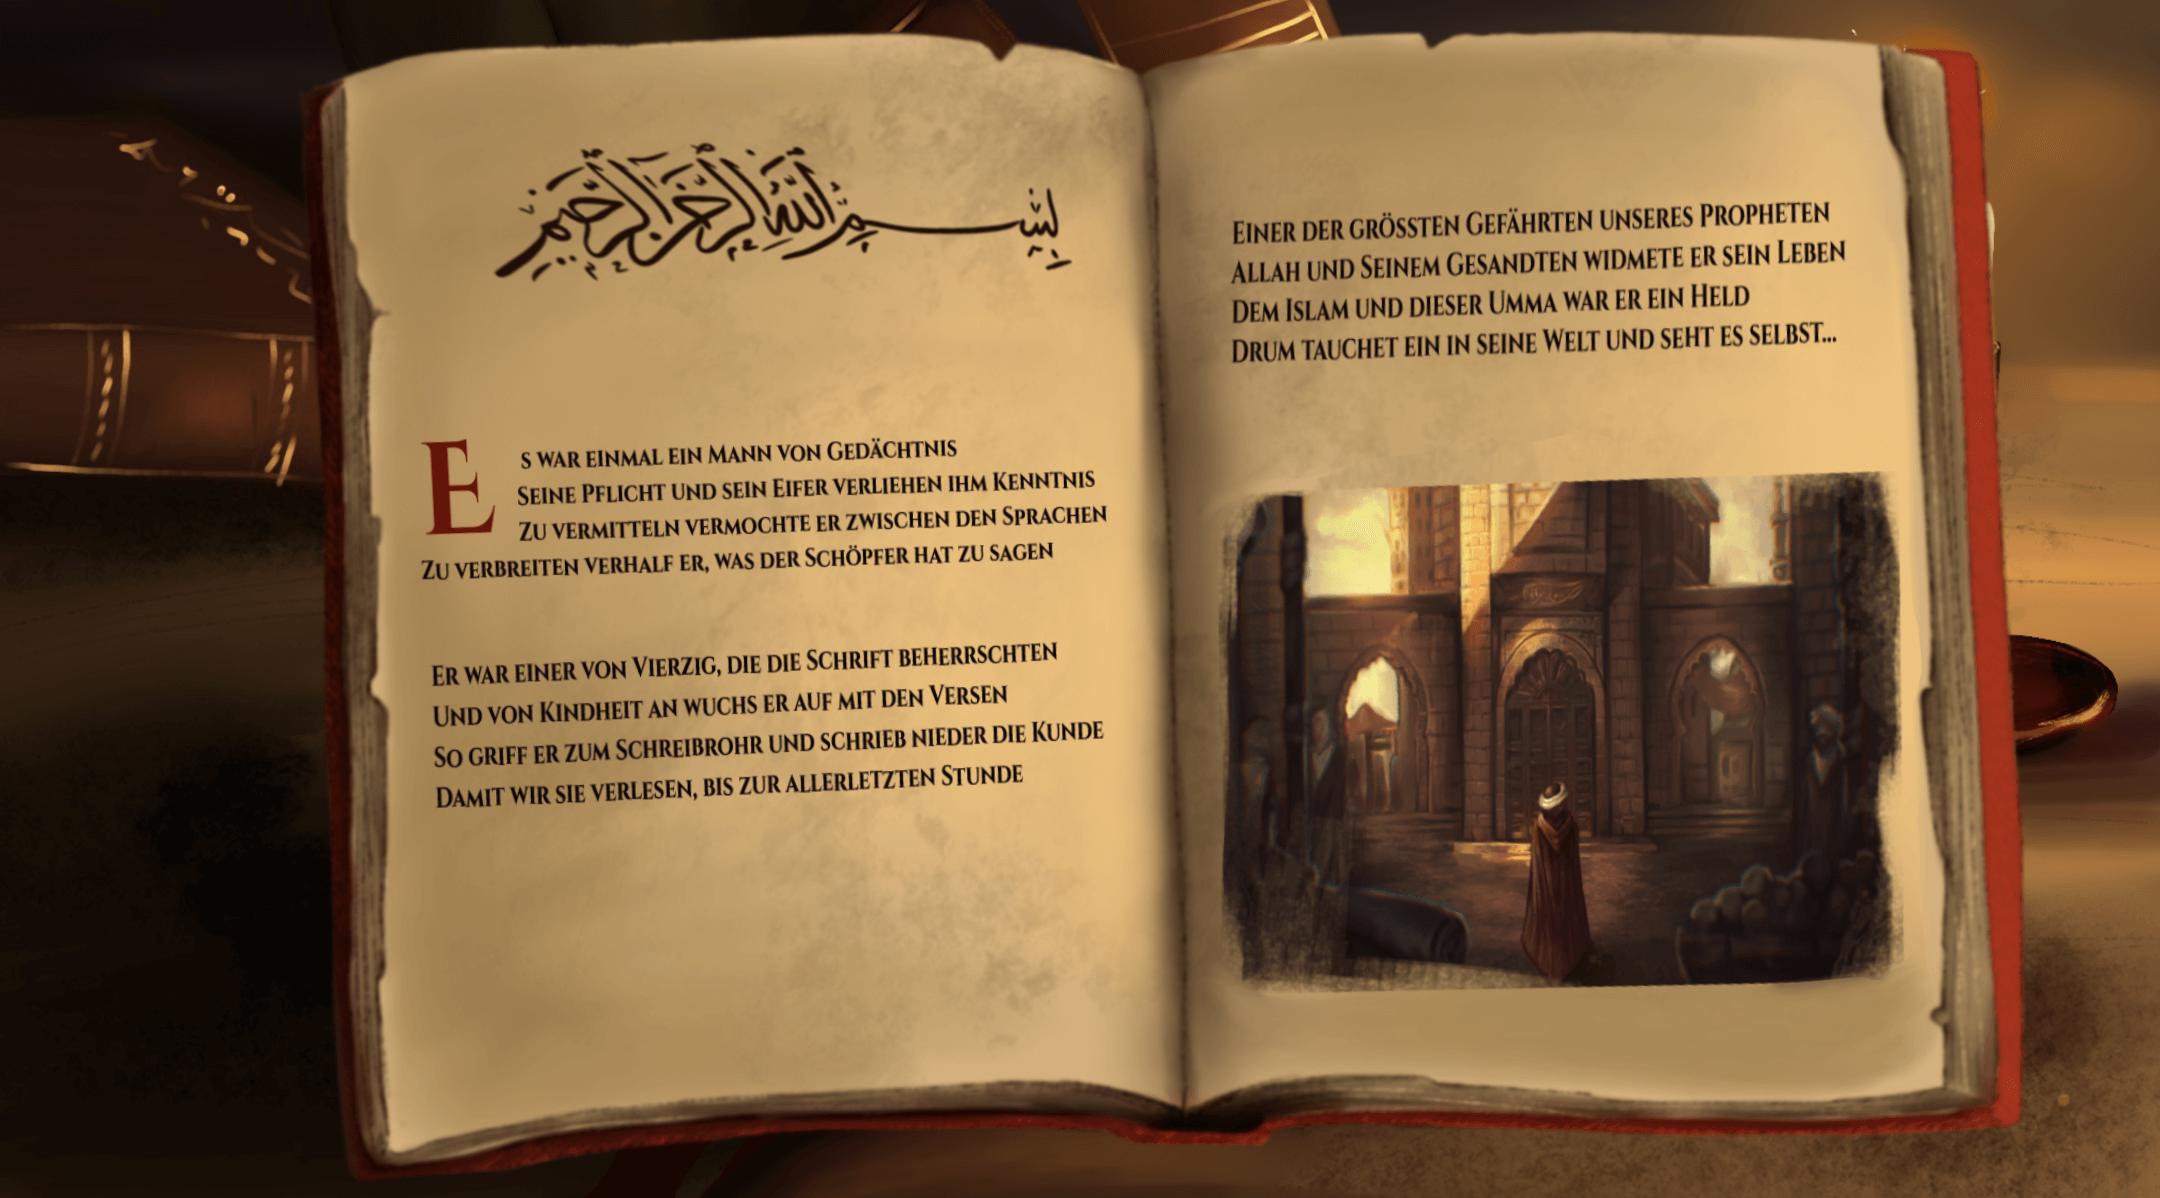 بِسْمِ اللَّهِ الرَّحْمَٰنِ الرَّحِيمِ
Es war einmal ein Mann von Gedächtnis
Seine Pflicht und sein Eifer verliehen ihm Kenntnis
Zu vermitteln vermochte er zwischen den Sprachen
Zu verbreiten verhalf er, was der Schöpfer hat zu sagen
Er war einer von Vierzig, die die Schrift beherrschten
Und von Kindheit an wuchs er auf mit den Versen
So griff er zum Schreibrohr und schrieb nieder die Kunde
Damit wir sie verlesen, bis zur allerletzten Stunde
Einer der grössten Gefährten unseres Propheten
Allah und Seinem Gesandten widmete er sein Leben
Dem Islam und dieser Umma war er ein Held
Drum tauchet ein in seine Welt und seht es selbst...